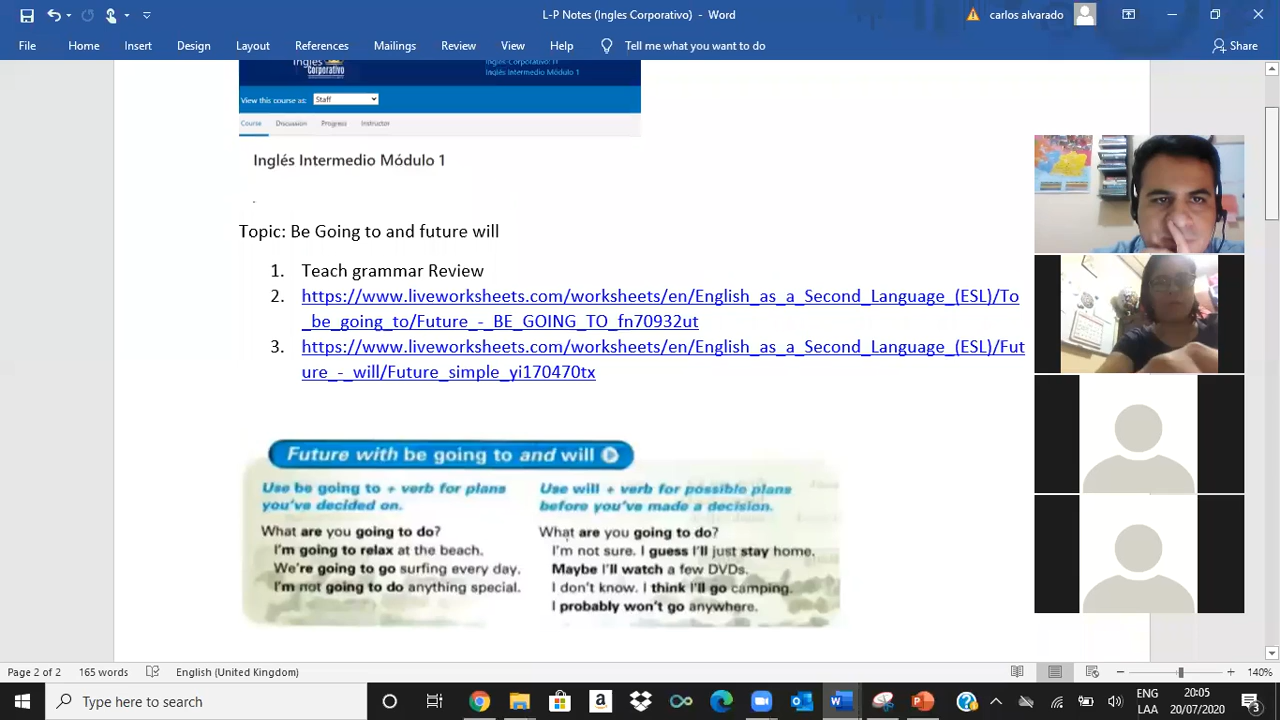 L-P Notes (Ingles Corporativo) - Word
carlos alvarado
File Home Insert Design Layout References Mailings Review View Help Tell me what you want to do Share
Inglés
Corporativo
Inglés Corporativo: IT
Inglés Intermedio Módulo 1
View this course as: Staff
Course Discussion Progress Instructor
Inglés Intermedio Módulo 1
Topic: Be Going to and future will
1. Teach grammar Review
2. https://www.liveworksheets.com/worksheets/en/English_as_a_Second_Language_(ESL)/To
_be_going_to/Future_-_BE_GOING_TO_fn70932ut
3. https://www.liveworksheets.com/worksheets/en/English_as_a_Second_Language_(ESL)/Fut
ure_-_will/Future_simple_yi170470tx
Future with be going to and will
Use be going to + verb for plans
you've decided on.
What are you going to do?
I'm going to relax at the beach.
We're going to go surfing every day.
I'm not going to do anything special.
Use will + verb for possible plans
before you've made a decision.
What are you going to do?
I'm not sure. I guess I'll just stay home.
Maybe I'll watch a few DVDs.
I don't know. I think I'll go camping.
I probably won't go anywhere.
Page 2 of 2 165 words English (United Kingdom) 140%
Type here to search
ENG
LAA
20:05
20/07/2020
3